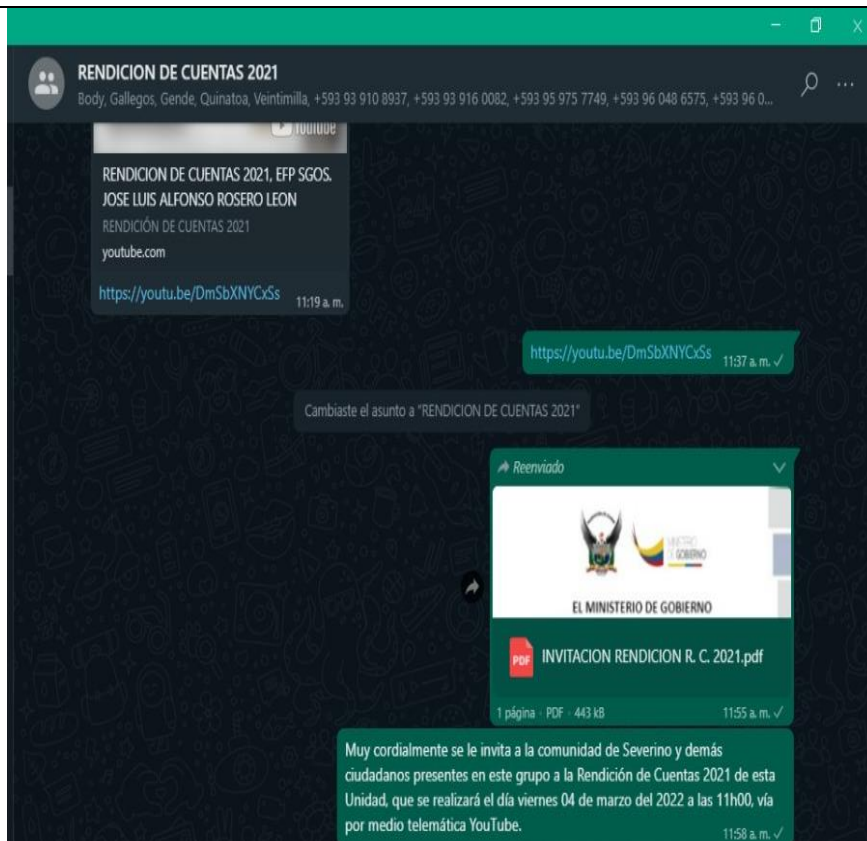 RENDICION DE CUENTAS 2021
Body, Gallegos, Gende, Quinatoa, Veintimilla, +593 93 910 8937, +593 93 916 0082, +593 95 975 7749, +593 96 048 6575, +593 96 0...
YouTube
RENDICION DE CUENTAS 2021, EFP SGOS.
JOSE LUIS ALFONSO ROSERO LEON
RENDICIÓN DE CUENTAS 2021
youtube.com
https://youtu.be/DmSbXNYCxSs 11:19 a. m.
https://youtu.be/DmSbXNYCxSs 11:37 a. m.
Cambiaste el asunto a "RENDICION DE CUENTAS 2021"
Reenviado
MINISTERIO
DE GOBIERNO
EL MINISTERIO DE GOBIERNO
PDF INVITACION RENDICION R. C. 2021.pdf
1 página · PDF · 443 kB 11:55 a. m.
Muy cordialmente se le invita a la comunidad de Severino y demás
ciudadanos presentes en este grupo a la Rendición de Cuentas 2021 de esta
Unidad, que se realizará el día viernes 04 de marzo del 2022 a las 11h00, vía
por medio telemática YouTube.
11:58 a. m.